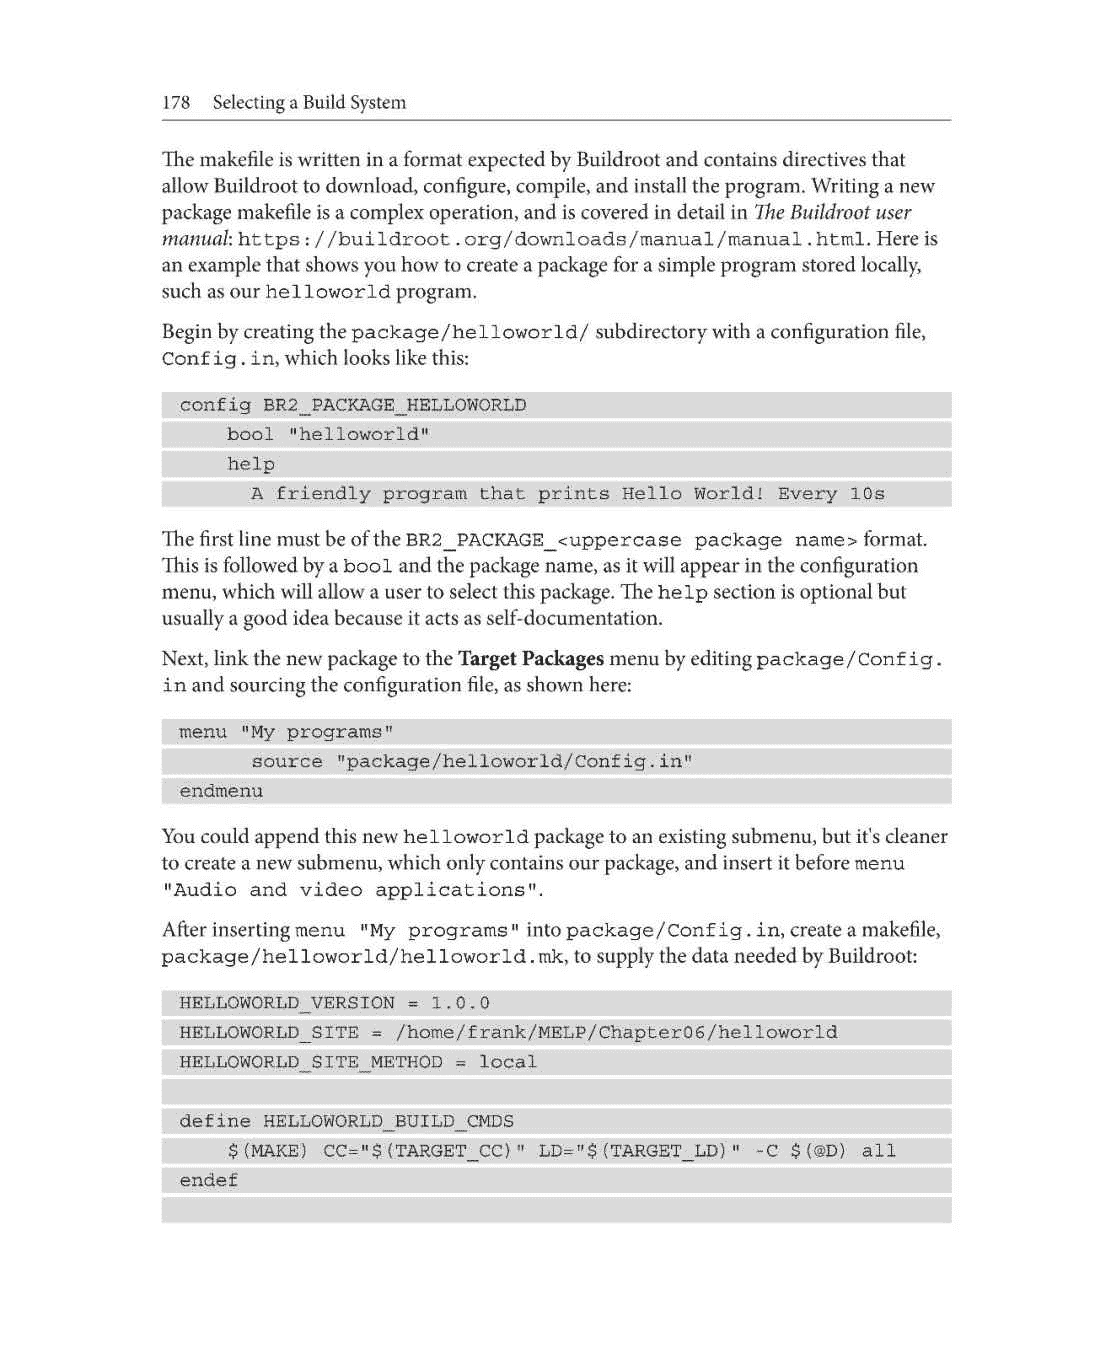 178 Selecting a Build System
The makefile is written in a format expected by Buildroot and contains directives that
allow Buildroot to download, configure, compile, and install the program. Writing a new
package makefile is a complex operation, and is covered in detail in The Buildroot user
manual: https://buildroot.org/downloads/manual/manual.html. Here is
an example that shows you how to create a package for a simple program stored locally,
such as our helloworld program.
Begin by creating the package/helloworld/ subdirectory with a configuration file,
Config.in, which looks like this:
config BR2_PACKAGE_HELLOWORLD
    bool "helloworld"
    help
      A friendly program that prints Hello World! Every 10s
The first line must be of the BR2_PACKAGE_<uppercase package name> format.
This is followed by a bool and the package name, as it will appear in the configuration
menu, which will allow a user to select this package. The help section is optional but
usually a good idea because it acts as self-documentation.
Next, link the new package to the Target Packages menu by editing package/Config.
in and sourcing the configuration file, as shown here:
menu "My programs"
      source "package/helloworld/Config.in"
endmenu
You could append this new helloworld package to an existing submenu, but it's cleaner
to create a new submenu, which only contains our package, and insert it before menu
"Audio and video applications".
After inserting menu "My programs" into package/Config.in, create a makefile,
package/helloworld/helloworld.mk, to supply the data needed by Buildroot:
HELLOWORLD_VERSION = 1.0.0
HELLOWORLD_SITE = /home/frank/MELP/Chapter06/helloworld
HELLOWORLD_SITE_METHOD = local
define HELLOWORLD_BUILD_CMDS
    $(MAKE) CC="$(TARGET_CC)" LD="$(TARGET_LD)" -C $(@D) all
endef